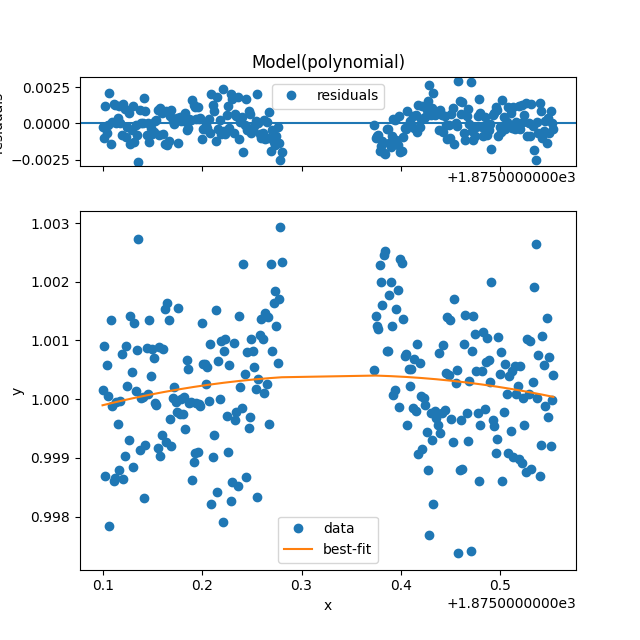 Model(polynomial)
0.0025
0.0000
−0.0025
residuals
residuals
+1.8750000000e3
1.003
1.002
1.001
1.000
0.999
0.998
y
data
best-fit
0.1
0.2
0.3
0.4
0.5
x
+1.8750000000e3